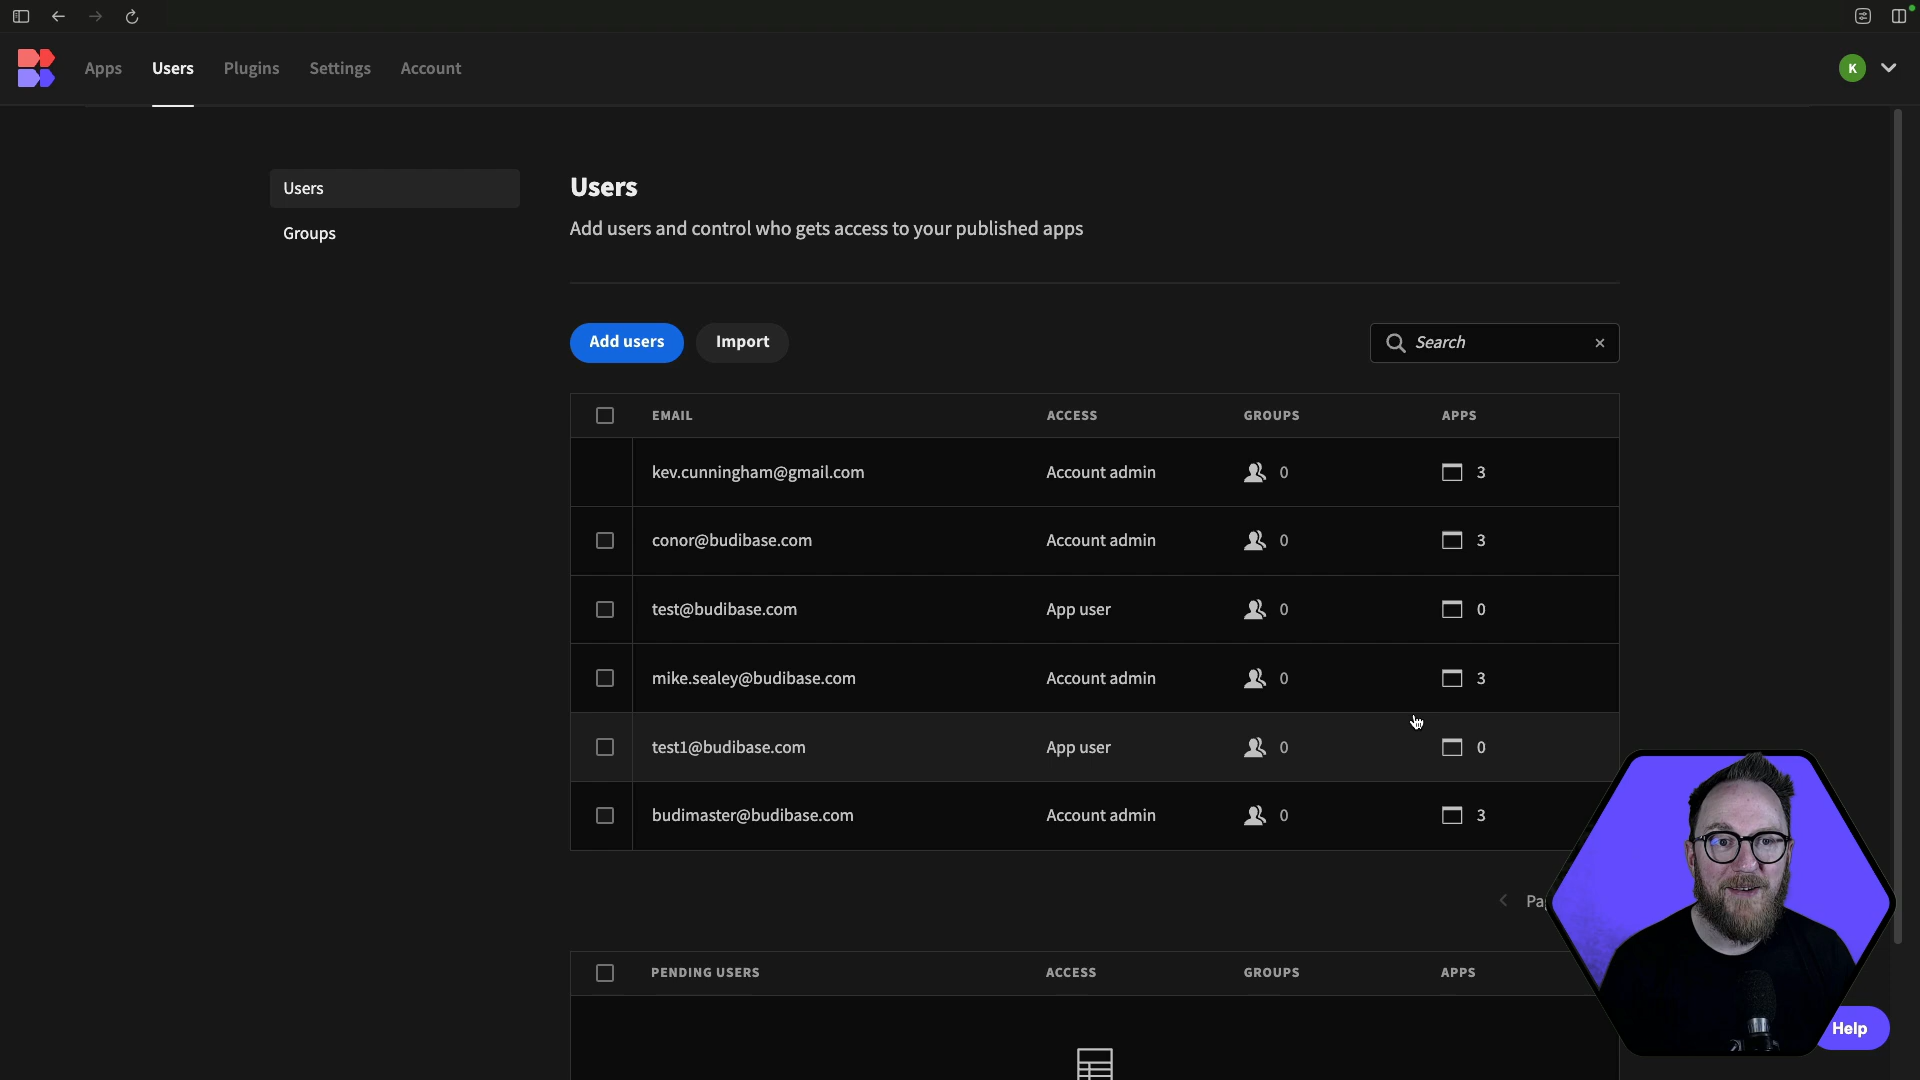 Apps Users Plugins Settings Account
K
Users
Groups
Users
Add users and control who gets access to your published apps
Add users Import
Search
EMAIL ACCESS GROUPS APPS
kev.cunningham@gmail.com Account admin 0 3
conor@budibase.com Account admin 0 3
test@budibase.com App user 0 0
mike.sealey@budibase.com Account admin 0 3
test1@budibase.com App user 0 0
budimaster@budibase.com Account admin 0 3
PENDING USERS ACCESS GROUPS APPS
Help